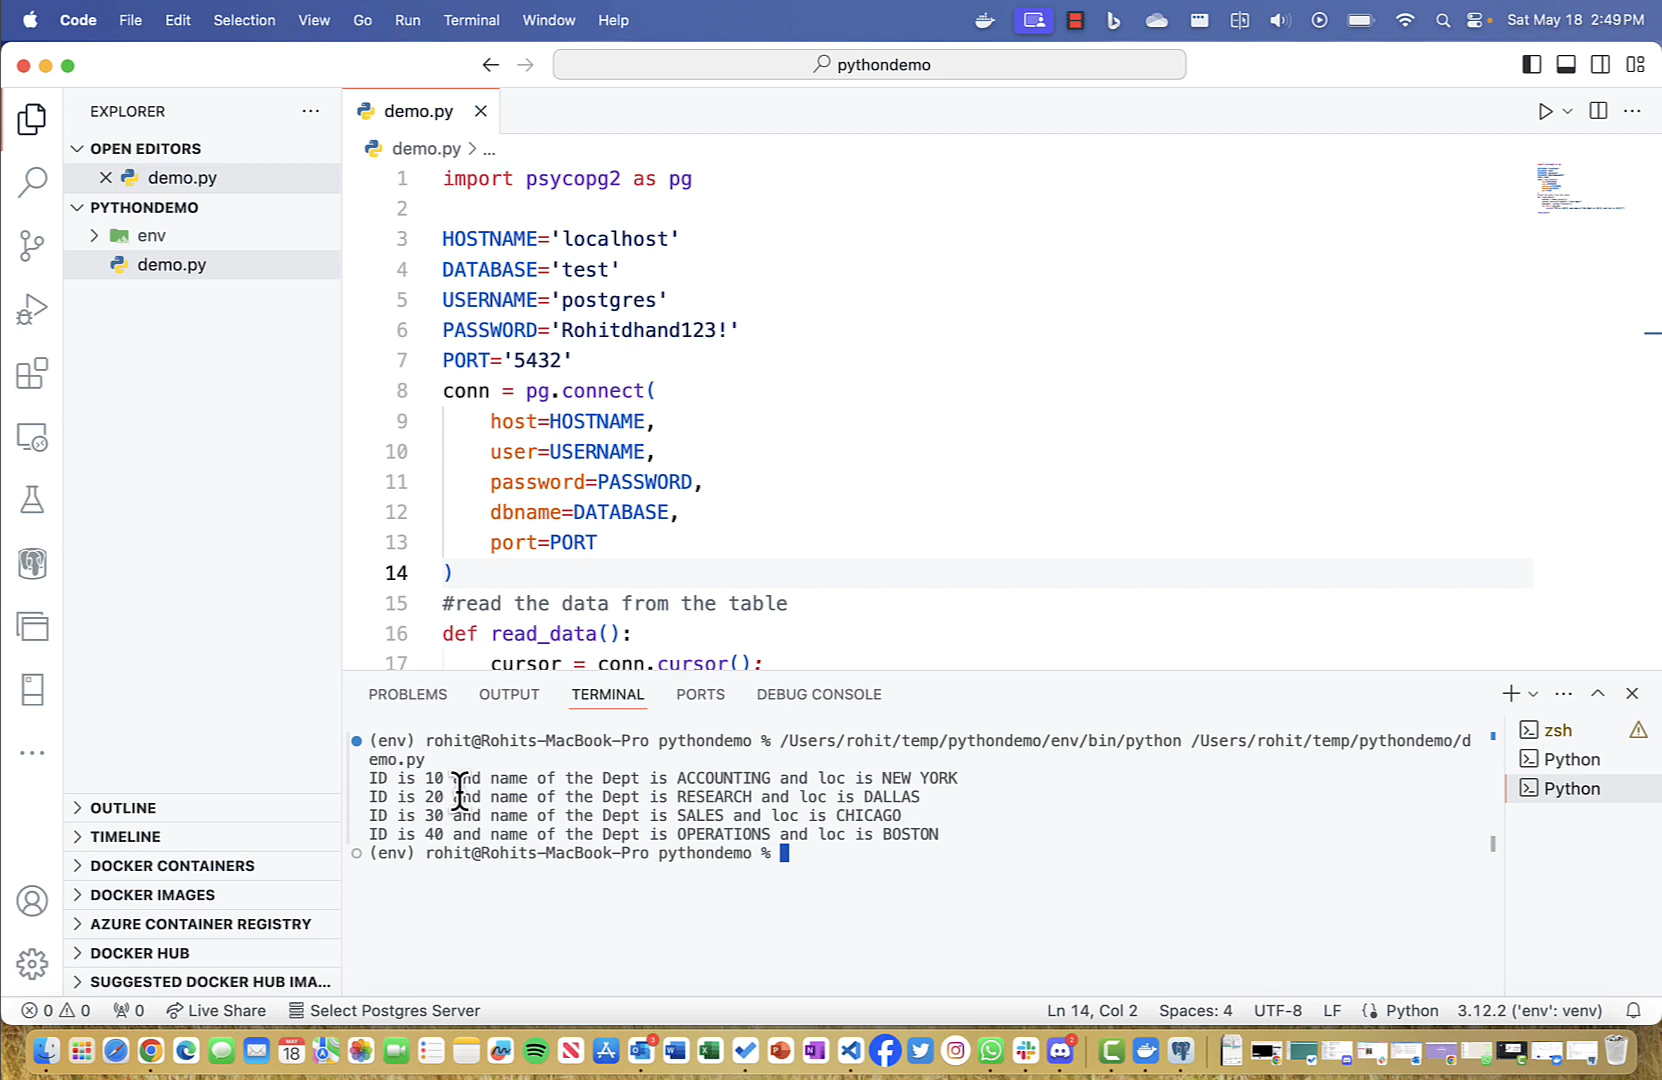 Code File Edit Selection View Go Run Terminal Window Help Sat May 18 2:49 PM
pythondemo
EXPLORER
demo.py
OPEN EDITORS
demo.py
PYTHONDEMO
env
demo.py
demo.py > ...
1 import psycopg2 as pg
2
3 HOSTNAME='localhost'
4 DATABASE='test'
5 USERNAME='postgres'
6 PASSWORD='Rohitdhand123!'
7 PORT='5432'
8 conn = pg.connect(
9 host=HOSTNAME,
10 user=USERNAME,
11 password=PASSWORD,
12 dbname=DATABASE,
13 port=PORT
14 )
15 #read the data from the table
16 def read_data():
17 cursor = conn.cursor();
PROBLEMS OUTPUT TERMINAL PORTS DEBUG CONSOLE
(env) rohit@Rohits-MacBook-Pro pythondemo % /Users/rohit/temp/pythondemo/env/bin/python /Users/rohit/temp/pythondemo/d
emo.py
ID is 10 and name of the Dept is ACCOUNTING and loc is NEW YORK
ID is 20 and name of the Dept is RESEARCH and loc is DALLAS
ID is 30 and name of the Dept is SALES and loc is CHICAGO
ID is 40 and name of the Dept is OPERATIONS and loc is BOSTON
(env) rohit@Rohits-MacBook-Pro pythondemo %
zsh
Python
Python
OUTLINE
TIMELINE
DOCKER CONTAINERS
DOCKER IMAGES
AZURE CONTAINER REGISTRY
DOCKER HUB
SUGGESTED DOCKER HUB IMA...
0 0 0 Live Share Select Postgres Server Ln 14, Col 2 Spaces: 4 UTF-8 LF Python 3.12.2 ('env': venv)
18